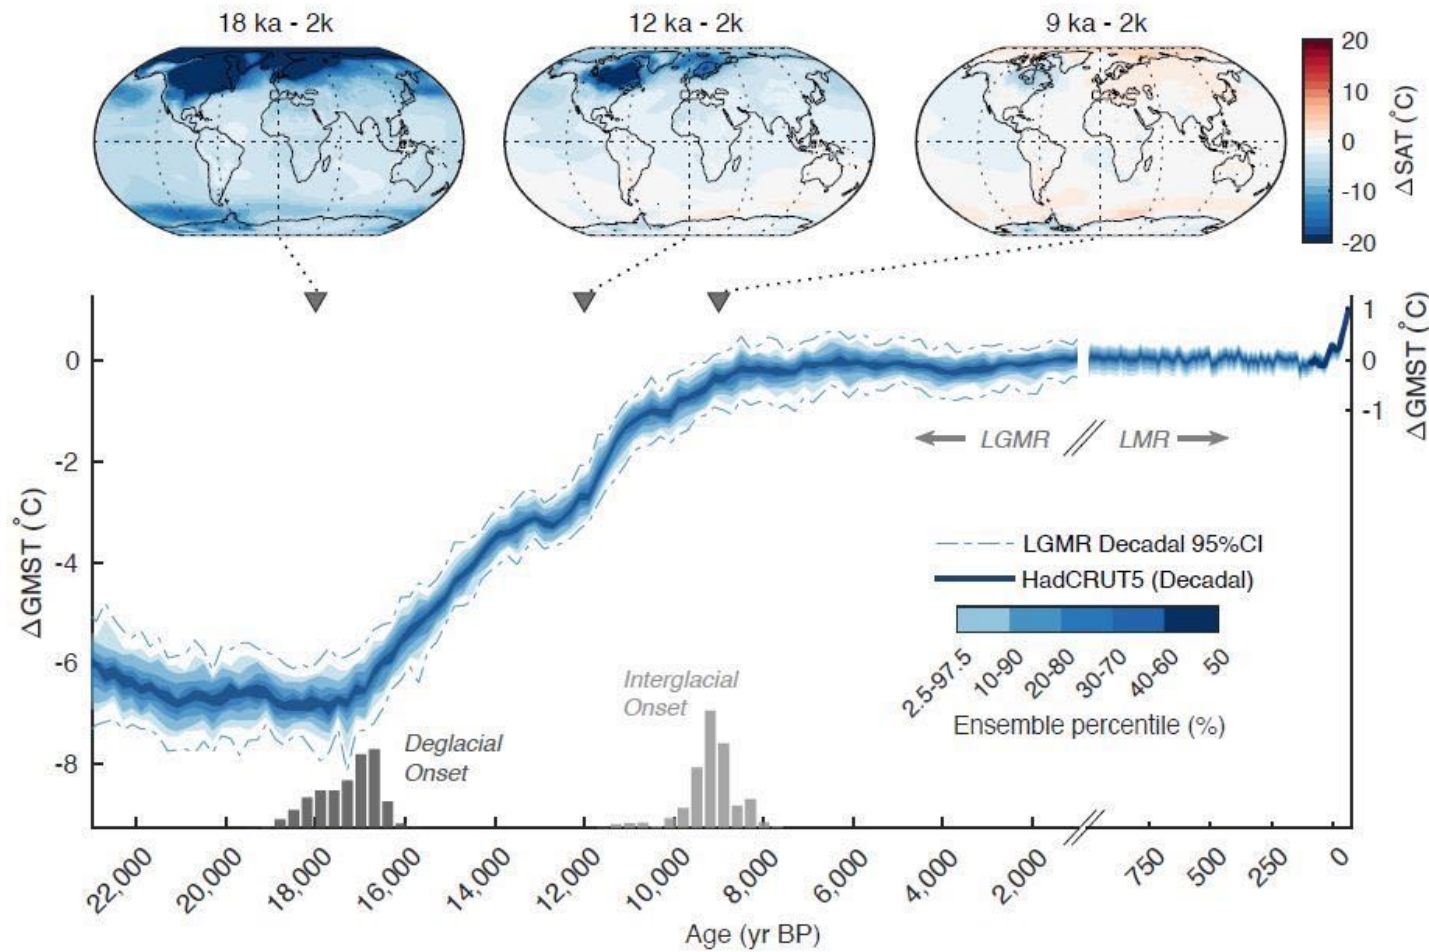 18 ka - 2k
12 ka - 2k
9 ka - 2k
20
10
0
-10
-20
ΔSAT (°C)
0
-2
-4
-6
-8
ΔGMST (°C)
1
0
-1
ΔGMST (°C)
LGMR
LMR
LGMR Decadal 95%CI
HadCRUT5 (Decadal)
2.5-97.5
10-90
20-80
30-70
40-60
50
Ensemble percentile (%)
Deglacial
Onset
Interglacial
Onset
22,000
20,000
18,000
16,000
14,000
12,000
10,000
8,000
6,000
4,000
2,000
750
500
250
0
Age (yr BP)